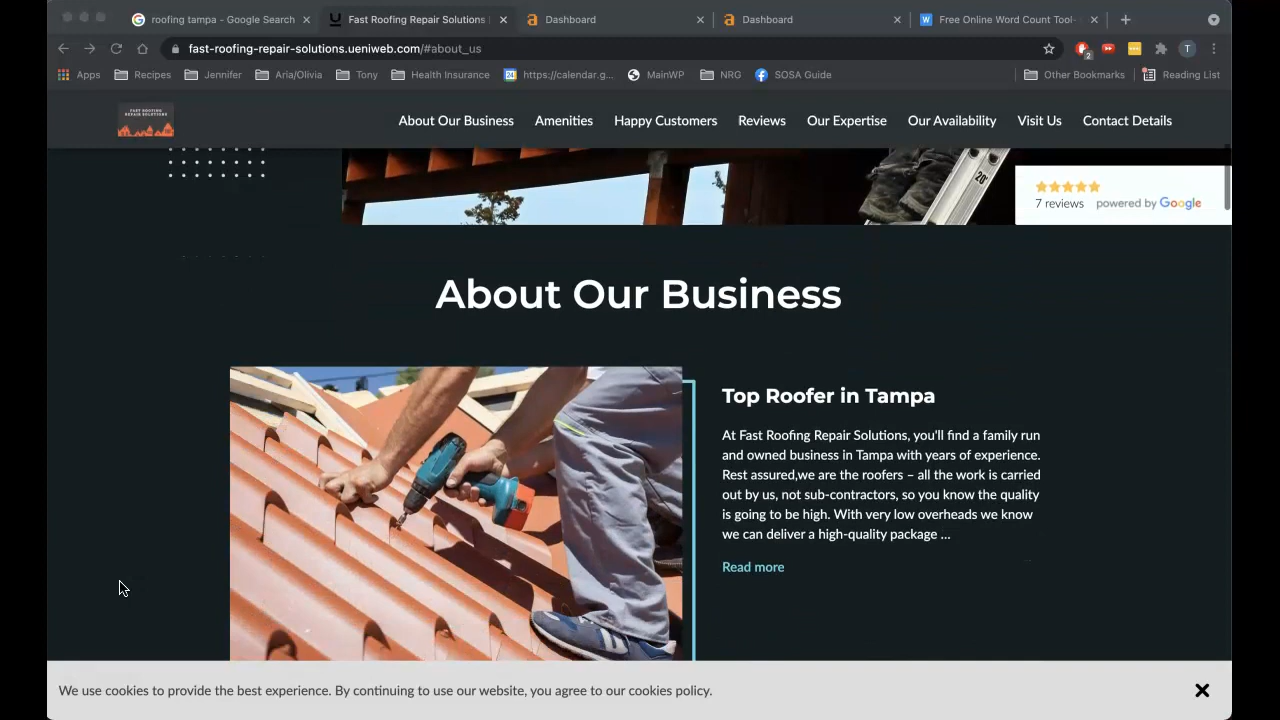 roofing tampa - Google Search
Fast Roofing Repair Solutions |
Dashboard
Dashboard
Free Online Word Count Tool-
fast-roofing-repair-solutions.ueniweb.com/#about_us
2
T
Apps
Recipes
Jennifer
Aria/Olivia
Tony
Health Insurance
24
https://calendar.g...
MainWP
NRG
SOSA Guide
Other Bookmarks
Reading List
FAST ROOFING
REPAIR SOLUTIONS
About Our Business
Amenities
Happy Customers
Reviews
Our Expertise
Our Availability
Visit Us
Contact Details
20'
7 reviews powered by Google
About Our Business
Top Roofer in Tampa
At Fast Roofing Repair Solutions, you'll find a family run
and owned business in Tampa with years of experience.
Rest assured,we are the roofers – all the work is carried
out by us, not sub-contractors, so you know the quality
is going to be high. With very low overheads we know
we can deliver a high-quality package ...
Read more
We use cookies to provide the best experience. By continuing to use our website, you agree to our cookies policy.